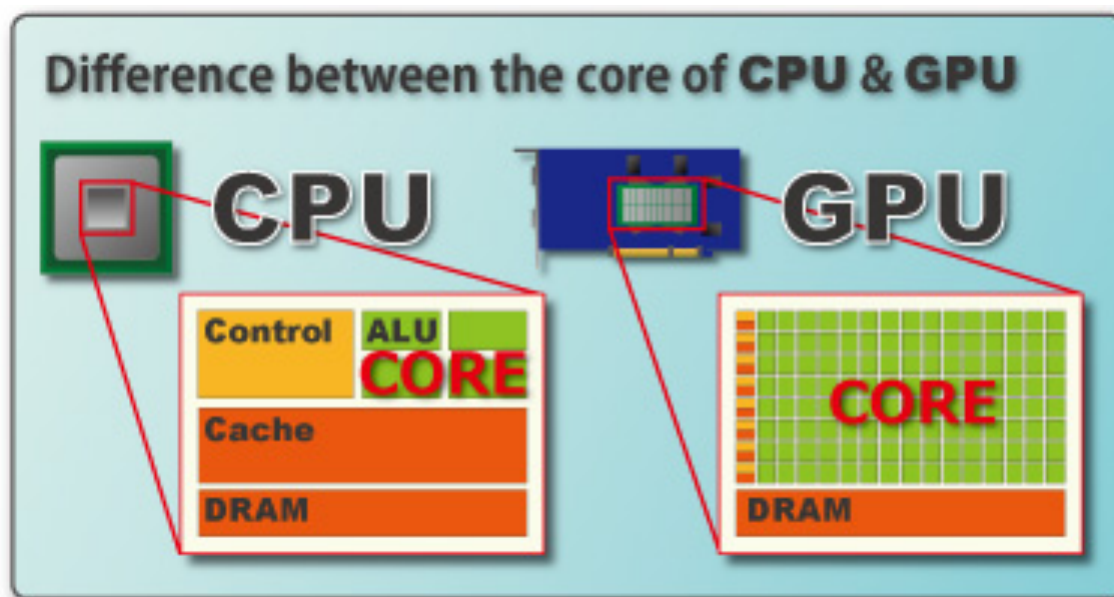 Difference between the core of CPU & GPU
CPU
GPU
Control
ALU
CORE
Cache
DRAM
CORE
DRAM